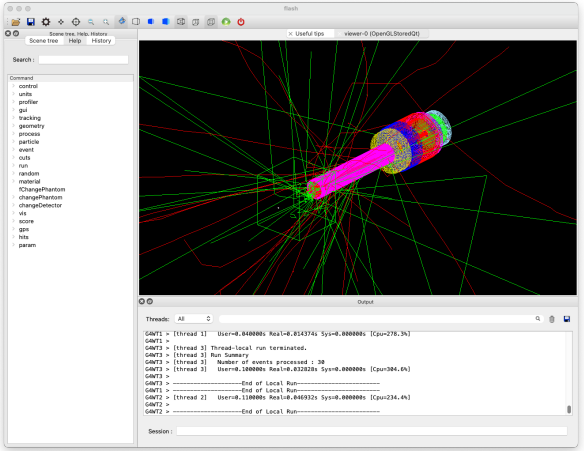 flash
Scene tree, Help, History
Useful tips
viewer-0 (OpenGLStoredQt)
Scene tree
Help
History
Search :
Command
control
units
profiler
gui
tracking
geometry
process
particle
event
cuts
run
random
material
fChangePhantom
changePhantom
changeDetector
vis
score
gps
hits
param
Output
Threads:
All
G4WT1 > [thread 1] User=0.040000s Real=0.014374s Sys=0.000000s [Cpu=278.3%]
G4WT1 >
G4WT3 > [thread 3] Thread-local run terminated.
G4WT3 > [thread 3] Run Summary
G4WT3 > [thread 3] Number of events processed : 30
G4WT3 > [thread 3] User=0.100000s Real=0.032828s Sys=0.000000s [Cpu=304.6%]
G4WT3 >
G4WT3 > ---------------------End of Local Run-------------------------
G4WT1 > ---------------------End of Local Run-------------------------
G4WT2 > [thread 2] User=0.110000s Real=0.046932s Sys=0.000000s [Cpu=234.4%]
G4WT2 >
G4WT2 > ---------------------End of Local Run-------------------------
Session :